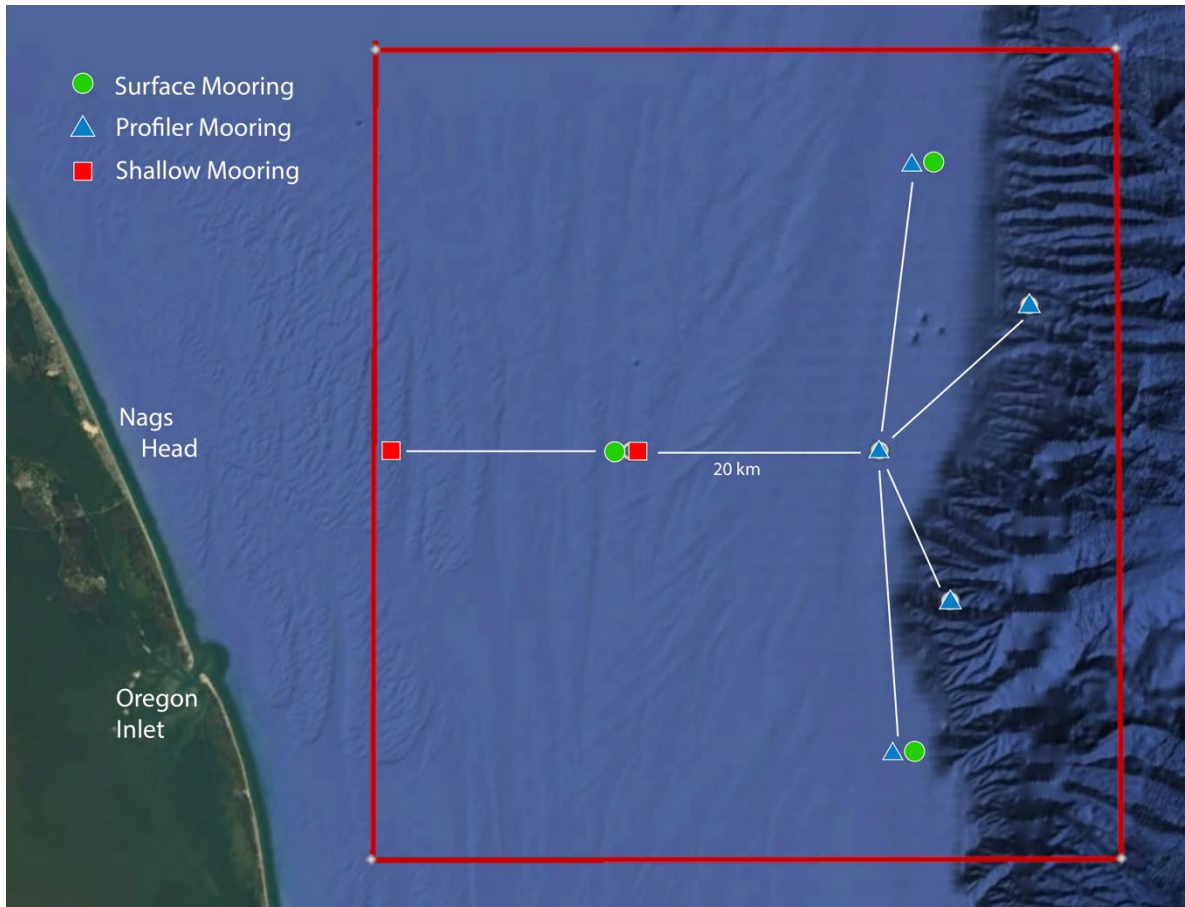 Surface Mooring
Profiler Mooring
Shallow Mooring
Nags
Head
20 km
Oregon
Inlet